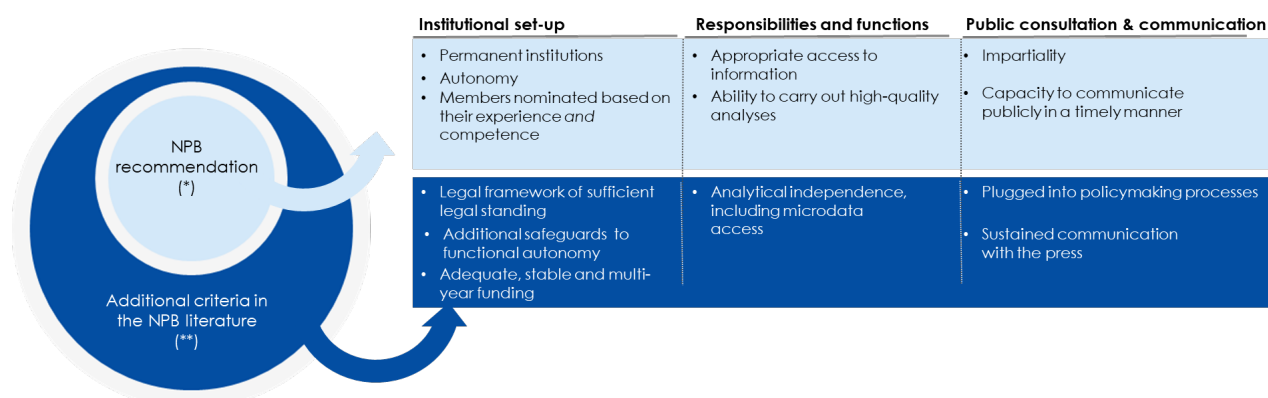 Institutional set-up
Responsibilities and functions
Public consultation & communication
NPB
recommendation
(*)
Additional criteria in
the NPB literature
(**)
• Permanent institutions
• Autonomy
• Members nominated based on
their experience and
competence
• Appropriate access to
information
• Ability to carry out high-quality
analyses
• Impartiality
• Capacity to communicate
publicly in a timely manner
• Legal framework of sufficient
legal standing
• Additional safeguards to
functional autonomy
• Adequate, stable and multi-
year funding
• Analytical independence,
including microdata
access
• Plugged into policymaking processes
• Sustained communication
with the press